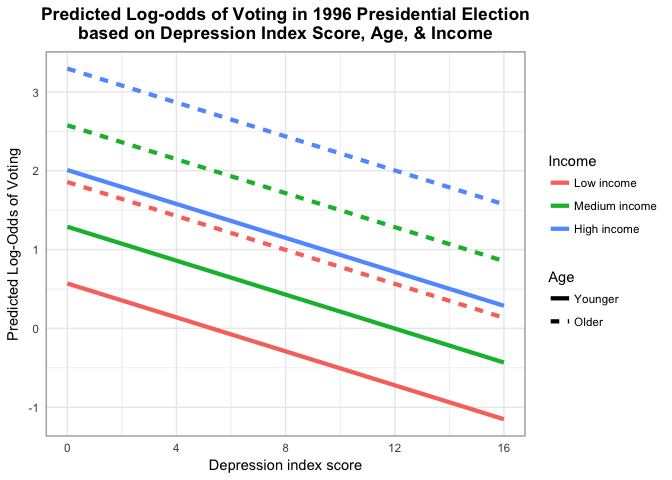 Predicted Log-odds of Voting in 1996 Presidential Election
based on Depression Index Score, Age, & Income
Predicted Log-Odds of Voting
3
2
1
0
-1
0 4 8 12 16
Depression index score
Income
Low income
Medium income
High income
Age
Younger
Older